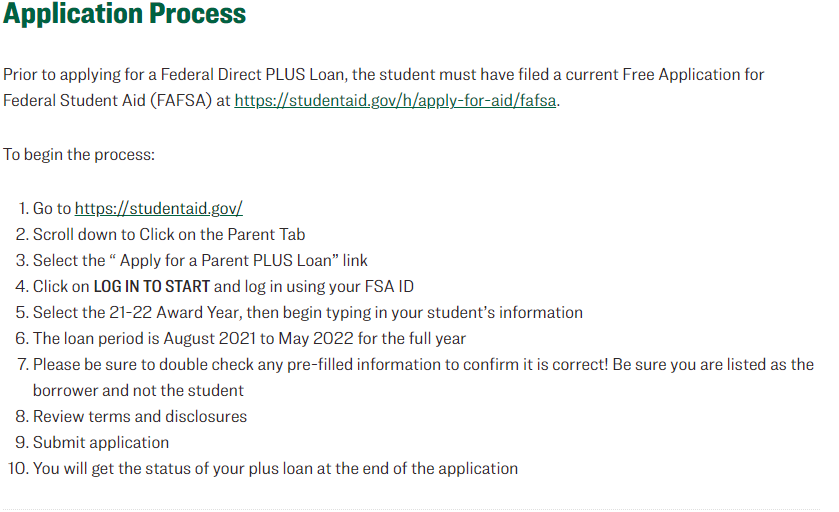 Application Process
Prior to applying for a Federal Direct PLUS Loan, the student must have filed a current Free Application for
Federal Student Aid (FAFSA) at https://studentaid.gov/h/apply-for-aid/fafsa.
To begin the process:
1. Go to https://studentaid.gov/
2. Scroll down to Click on the Parent Tab
3. Select the “ Apply for a Parent PLUS Loan” link
4. Click on LOG IN TO START and log in using your FSA ID
5. Select the 21-22 Award Year, then begin typing in your student’s information
6. The loan period is August 2021 to May 2022 for the full year
7. Please be sure to double check any pre-filled information to confirm it is correct! Be sure you are listed as the
borrower and not the student
8. Review terms and disclosures
9. Submit application
10. You will get the status of your plus loan at the end of the application